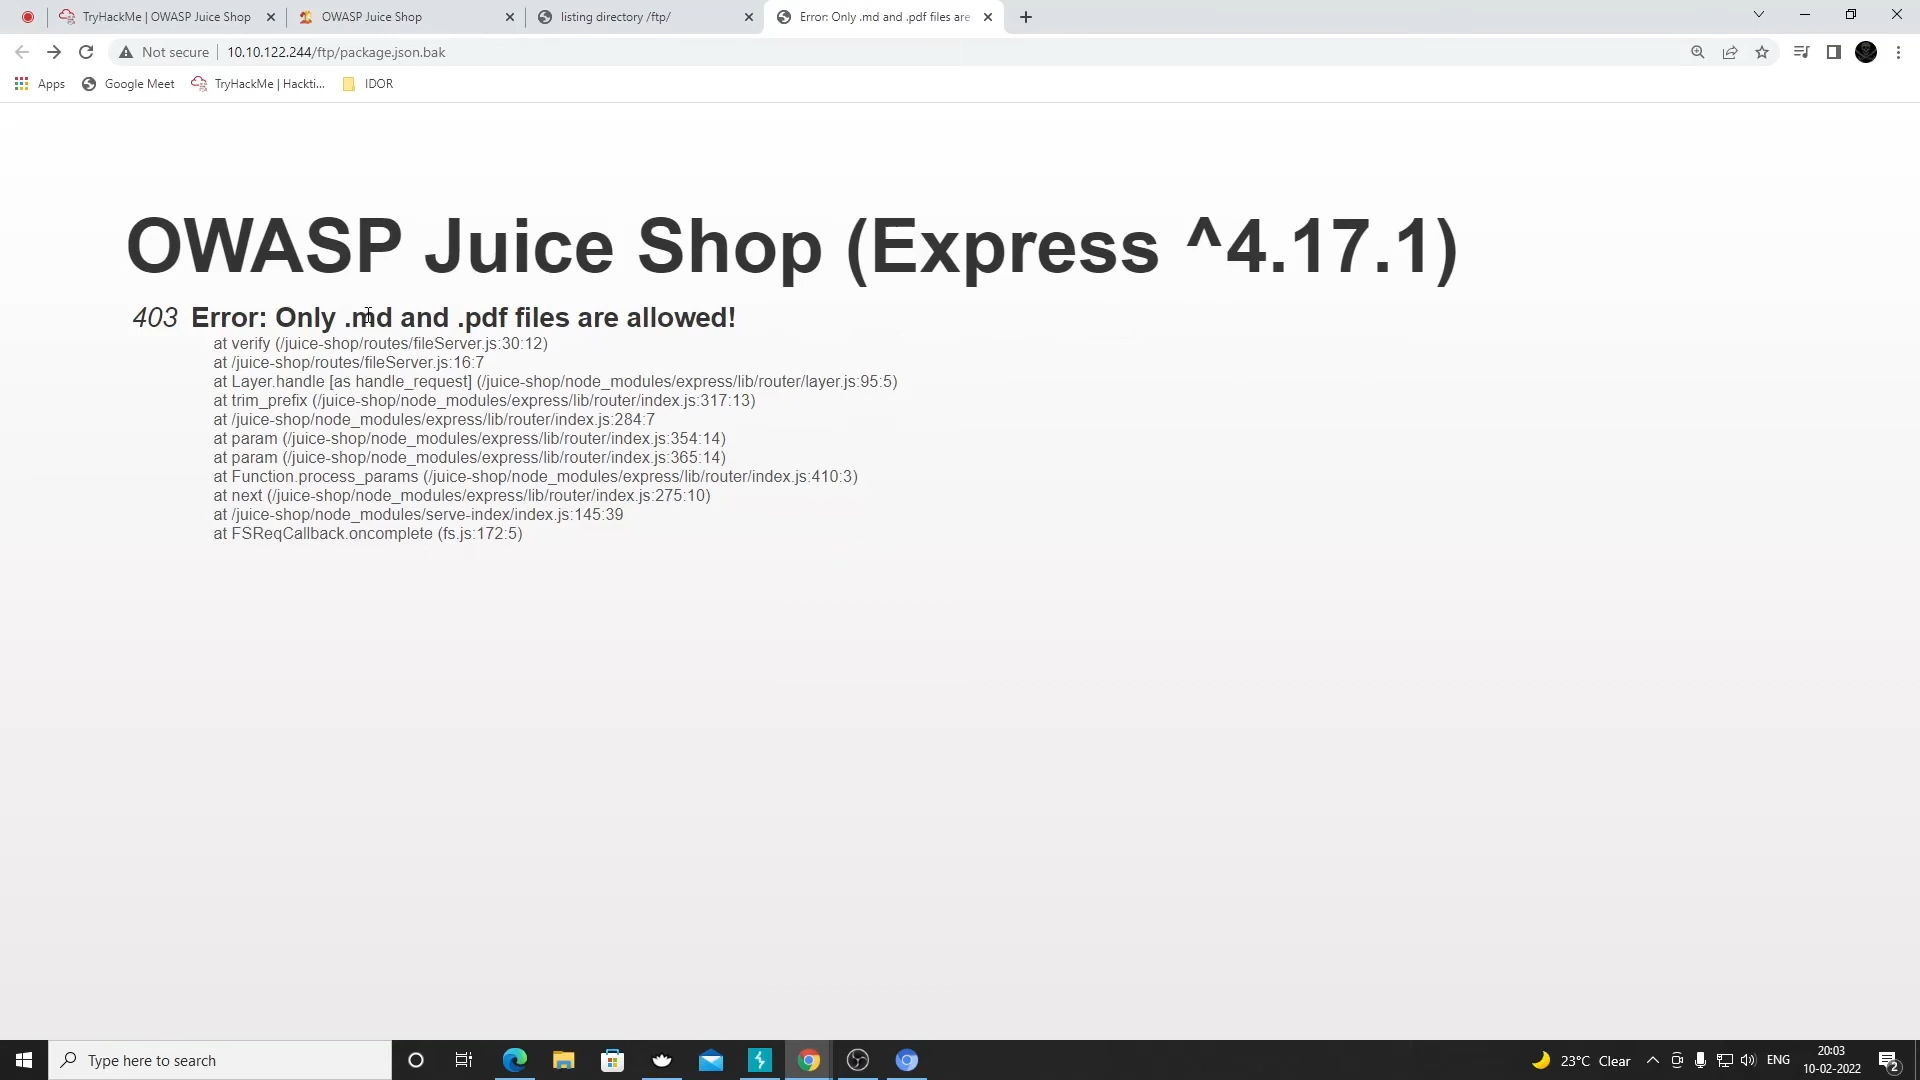 TryHackMe | OWASP Juice Shop
OWASP Juice Shop
listing directory /ftp/
Error: Only .md and .pdf files are
Not secure
10.10.122.244/ftp/package.json.bak
Apps
Google Meet
TryHackMe | Hackti...
IDOR
OWASP Juice Shop (Express ^4.17.1)
403 Error: Only .md and .pdf files are allowed!
at verify (/juice-shop/routes/fileServer.js:30:12)
at /juice-shop/routes/fileServer.js:16:7
at Layer.handle [as handle_request] (/juice-shop/node_modules/express/lib/router/layer.js:95:5)
at trim_prefix (/juice-shop/node_modules/express/lib/router/index.js:317:13)
at /juice-shop/node_modules/express/lib/router/index.js:284:7
at param (/juice-shop/node_modules/express/lib/router/index.js:354:14)
at param (/juice-shop/node_modules/express/lib/router/index.js:365:14)
at Function.process_params (/juice-shop/node_modules/express/lib/router/index.js:410:3)
at next (/juice-shop/node_modules/express/lib/router/index.js:275:10)
at /juice-shop/node_modules/serve-index/index.js:145:39
at FSReqCallback.oncomplete (fs.js:172:5)
Type here to search
23°C Clear
ENG
20:03
10-02-2022
2